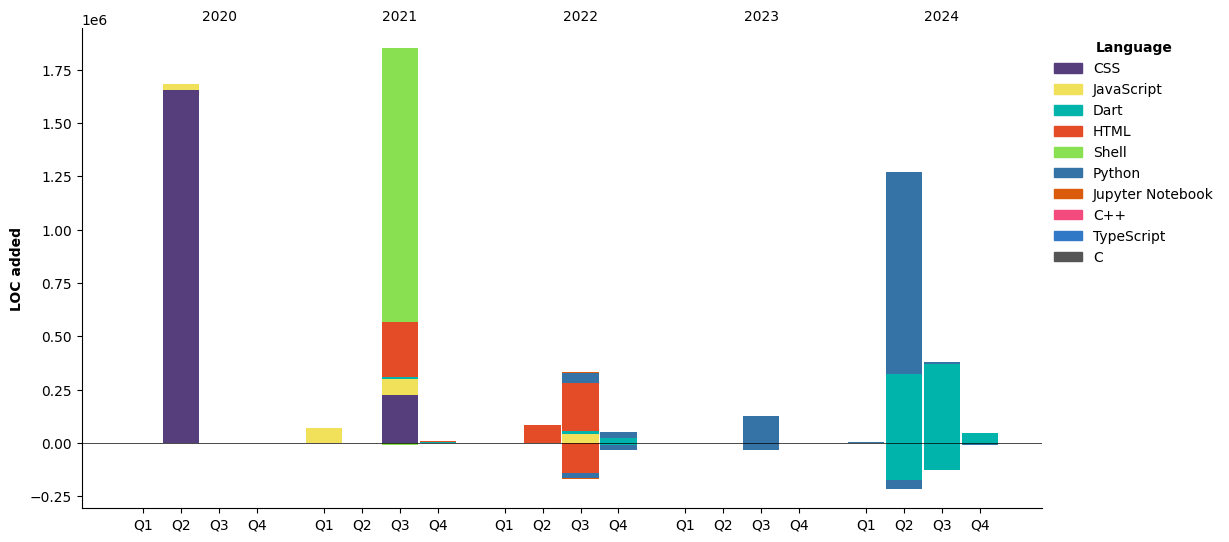 2020 2021 2022 2023 2024
1e6
1.75
1.50
1.25
1.00
0.75
0.50
0.25
0.00
−0.25
LOC added
Q1 Q2 Q3 Q4 Q1 Q2 Q3 Q4 Q1 Q2 Q3 Q4 Q1 Q2 Q3 Q4 Q1 Q2 Q3 Q4
Language
CSS
JavaScript
Dart
HTML
Shell
Python
Jupyter Notebook
C++
TypeScript
C